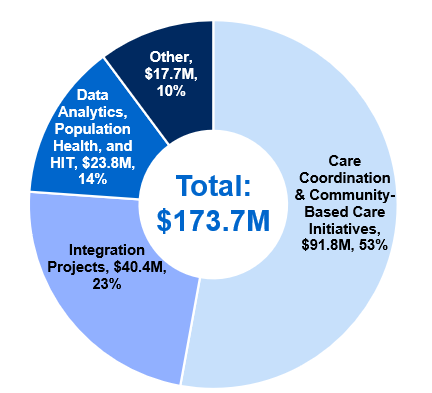 Other,
$17.7M,
10%
Data
Analytics,
Population
Health, and
HIT, $23.8M,
14%
Care
Coordination
& Community-
Based Care
Initiatives,
$91.8M, 53%
Total:
$173.7M
Integration
Projects, $40.4M,
23%